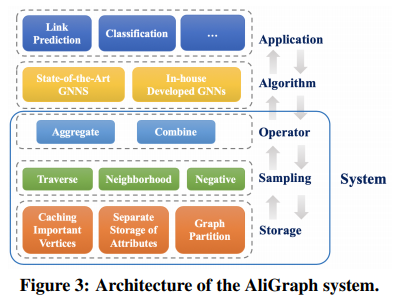 Link
Prediction
Classification
...
Application
State-of-the-Art
GNNS
In-house
Developed GNNs
Algorithm
Aggregate
Combine
Operator
Traverse
Neighborhood
Negative
Sampling
System
Caching
Important
Vertices
Separate
Storage of
Attributes
Graph
Partition
Storage
Figure 3: Architecture of the AliGraph system.